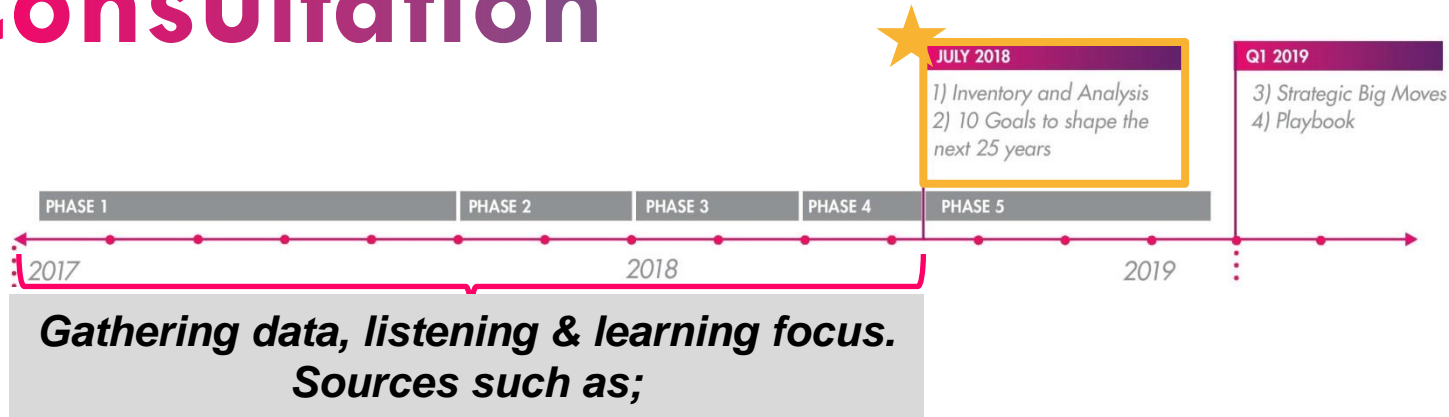 Consultation
JULY 2018
1) Inventory and Analysis
2) 10 Goals to shape the
next 25 years
Q1 2019
3) Strategic Big Moves
4) Playbook
PHASE 1
PHASE 2
PHASE 3
PHASE 4
PHASE 5
2017
2018
2019
Gathering data, listening & learning focus.
Sources such as;